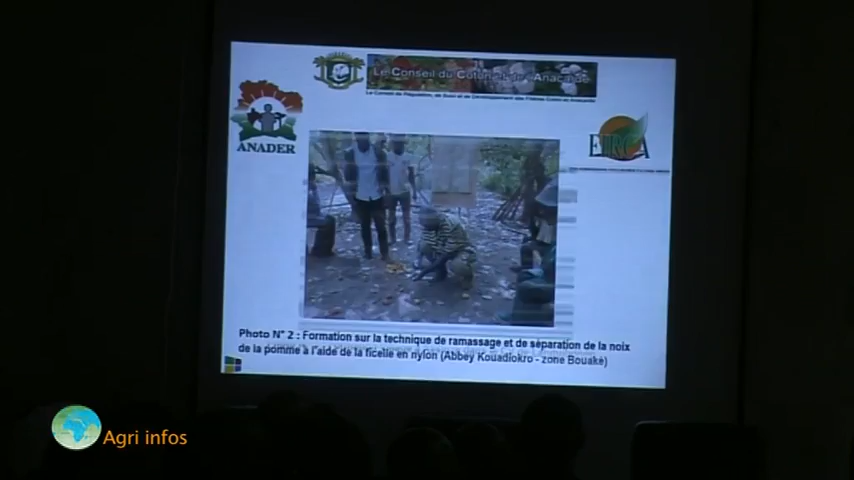 Le Conseil du Coton et de l'Anacarde
ANADER
FIRCA
Photo N° 2 : Formation sur la technique de ramassage et de séparation de la noix
de la pomme à l'aide de la ficelle en nylon (Abbey Kouadiokro - zone Bouaké)
Agri infos